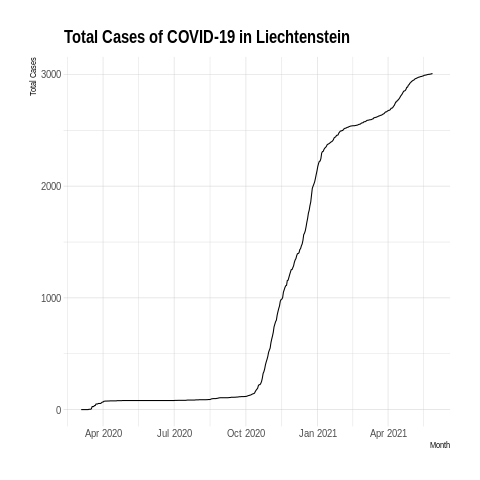 Total Cases of COVID-19 in Liechtenstein
Total Cases
3000
2000
1000
0
Apr 2020 Jul 2020 Oct 2020 Jan 2021 Apr 2021
Month